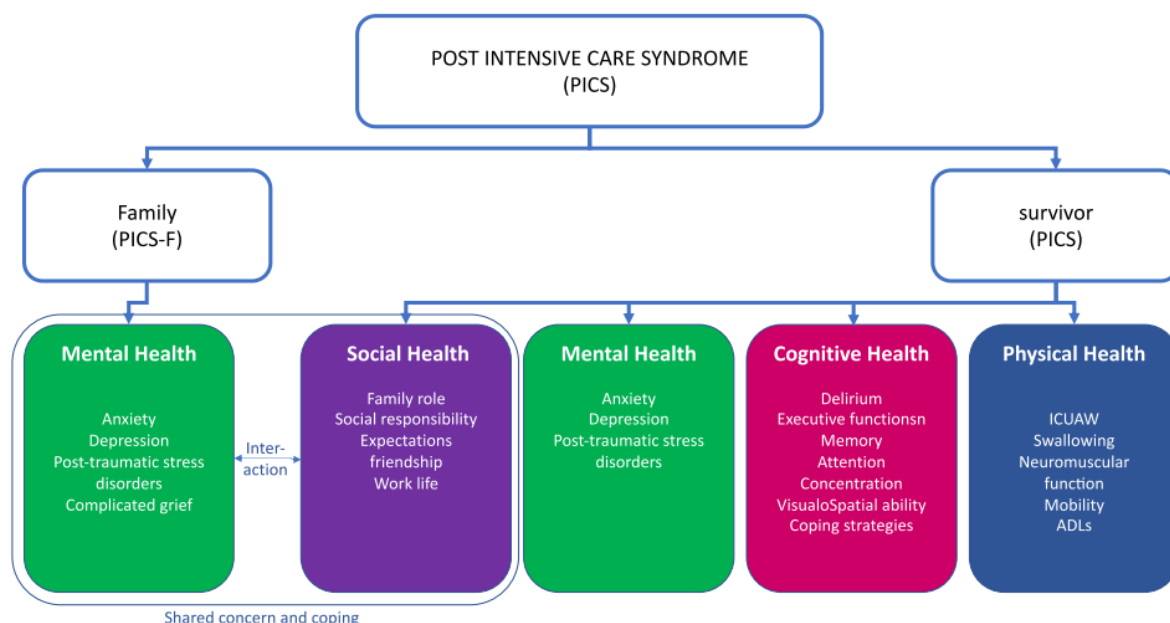 POST INTENSIVE CARE SYNDROME
(PICS)
Family
(PICS-F)
survivor
(PICS)
Mental Health
Anxiety
Depression
Post-traumatic stress
disorders
Complicated grief
Inter-
action
Social Health
Family role
Social responsibility
Expectations
friendship
Work life
Mental Health
Anxiety
Depression
Post-traumatic stress
disorders
Cognitive Health
Delirium
Executive functionsn
Memory
Attention
Concentration
VisualoSpatial ability
Coping strategies
Physical Health
ICUAW
Swallowing
Neuromuscular
function
Mobility
ADLs
Shared concern and coping